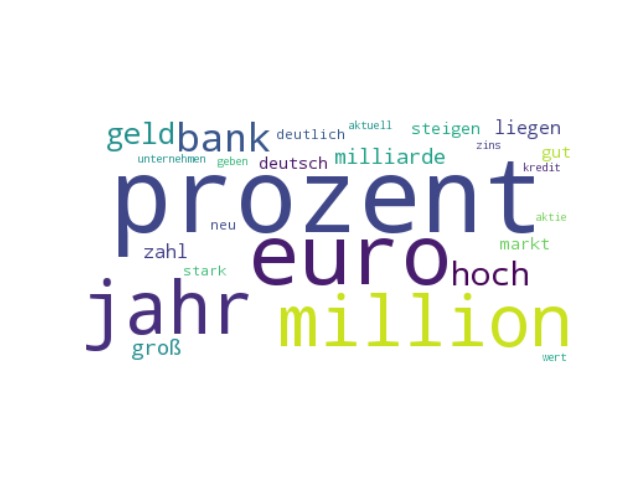 geld bank deutlich aktuell steigen liegen
unternehmen geben deutsch milliarde zins gut
prozent kredit
neu aktie
zahl euro markt
stark hoch
jahr million
groß wert